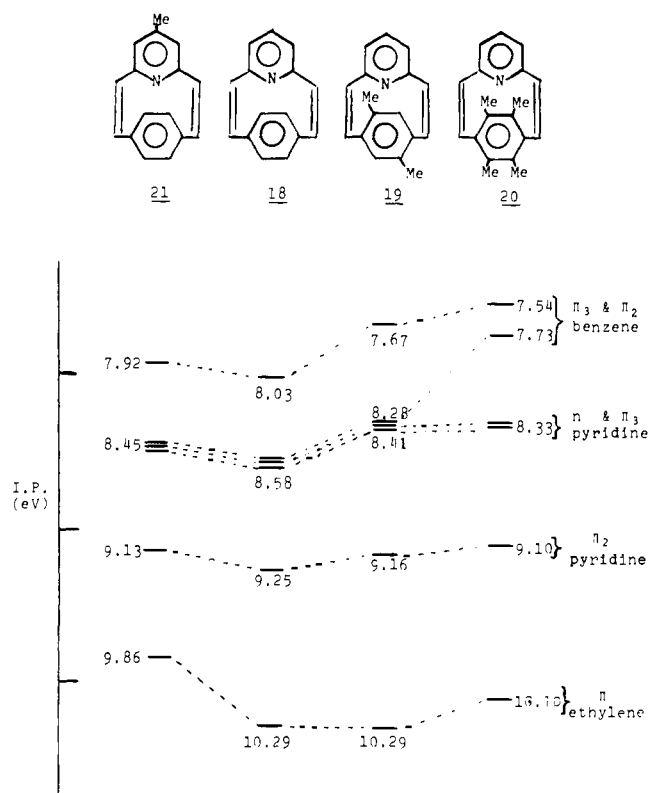 Me
N
N
N
N
Me
Me
Me
Me
Me
Me
21
18
19
20
7.92
8.03
7.67
7.54
7.73
Π3 & Π2
benzene
8.45
8.58
8.28
8.41
8.33
n & Π3
pyridine
I.P.
(eV)
9.13
9.25
9.16
9.10
Π2
pyridine
9.86
10.29
10.29
Π
ethylene